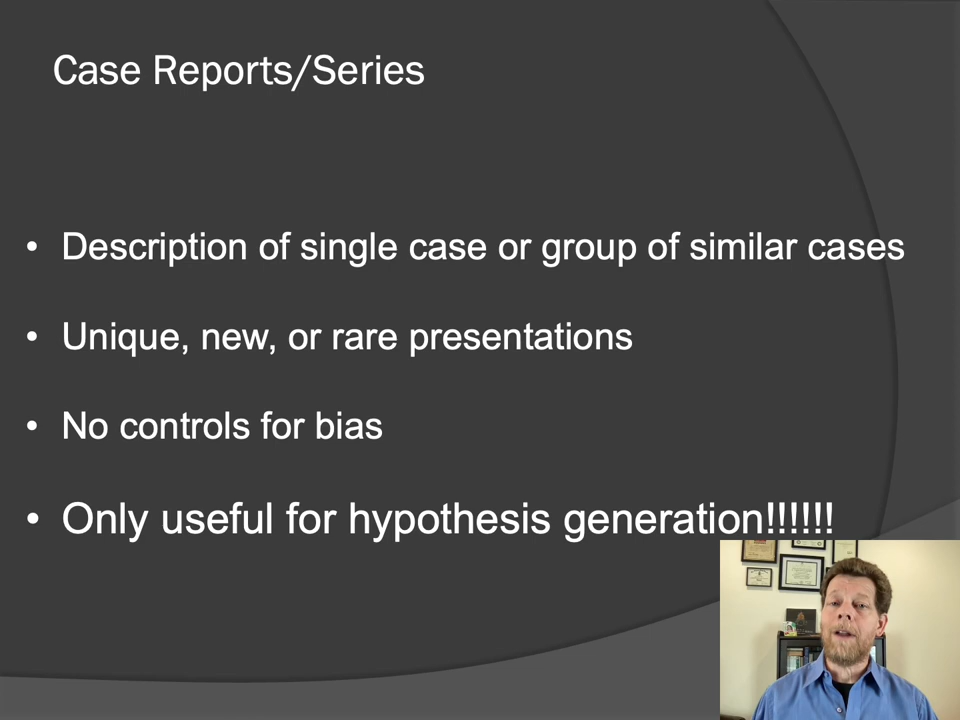 Case Reports/Series
• Description of single case or group of similar cases
• Unique, new, or rare presentations
• No controls for bias
• Only useful for hypothesis generation!!!!!!